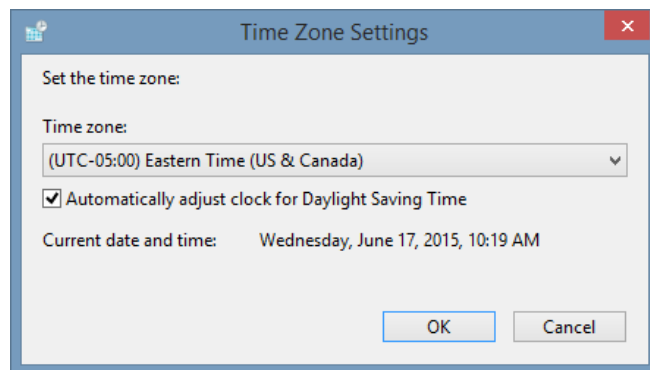 Time Zone Settings
Set the time zone:
Time zone:
(UTC-05:00) Eastern Time (US & Canada)
Automatically adjust clock for Daylight Saving Time
Current date and time: Wednesday, June 17, 2015, 10:19 AM
OK Cancel